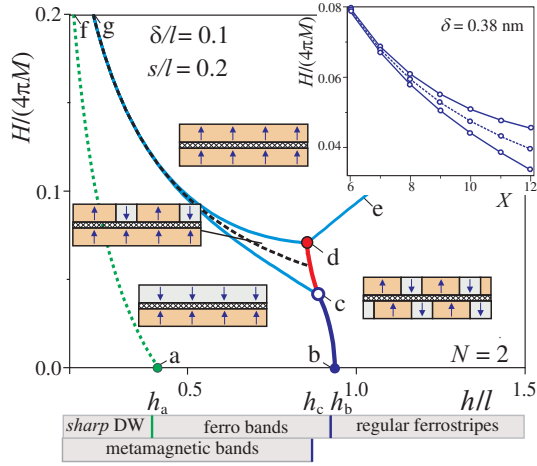 H/(4πM)
0.2
0.1
0.0
f
g
δ/l = 0.1
s/l = 0.2
H/(4πM)
0.08
0.06
0.04
δ = 0.38 nm
6
8
10
X
12
e
d
c
a
b
N = 2
0.5
1.0
1.5
h_a
h_c
h_b
h/l
sharp DW
ferro bands
regular ferrostripes
metamagnetic bands